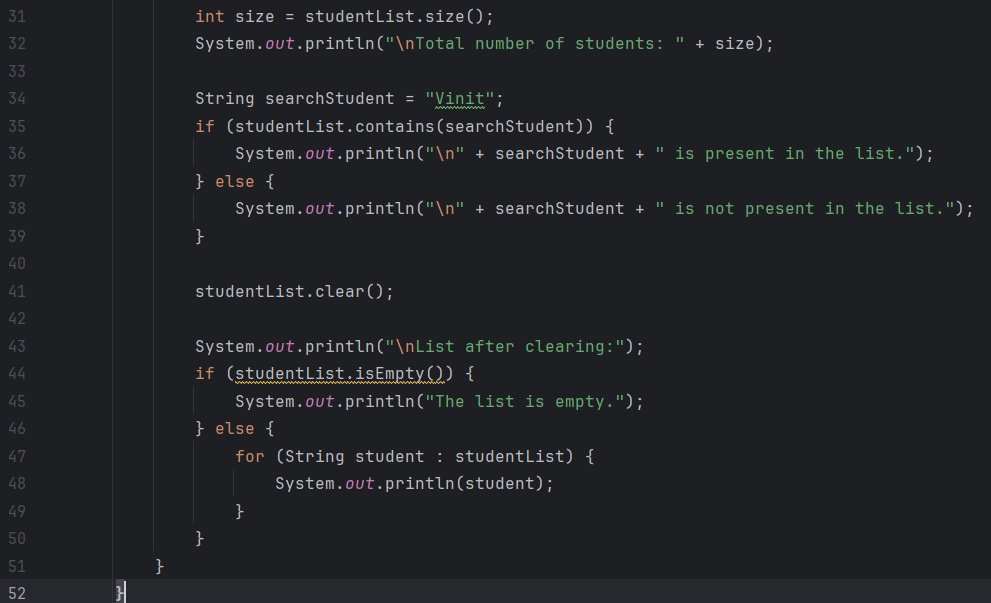 31 int size = studentList.size();
32 System.out.println("\nTotal number of students: " + size);
33
34 String searchStudent = "Vinit";
35 if (studentList.contains(searchStudent)) {
36 System.out.println("\n" + searchStudent + " is present in the list.");
37 } else {
38 System.out.println("\n" + searchStudent + " is not present in the list.");
39 }
40
41 studentList.clear();
42
43 System.out.println("\nList after clearing:");
44 if (studentList.isEmpty()) {
45 System.out.println("The list is empty.");
46 } else {
47 for (String student : studentList) {
48 System.out.println(student);
49 }
50 }
51 }
52 }